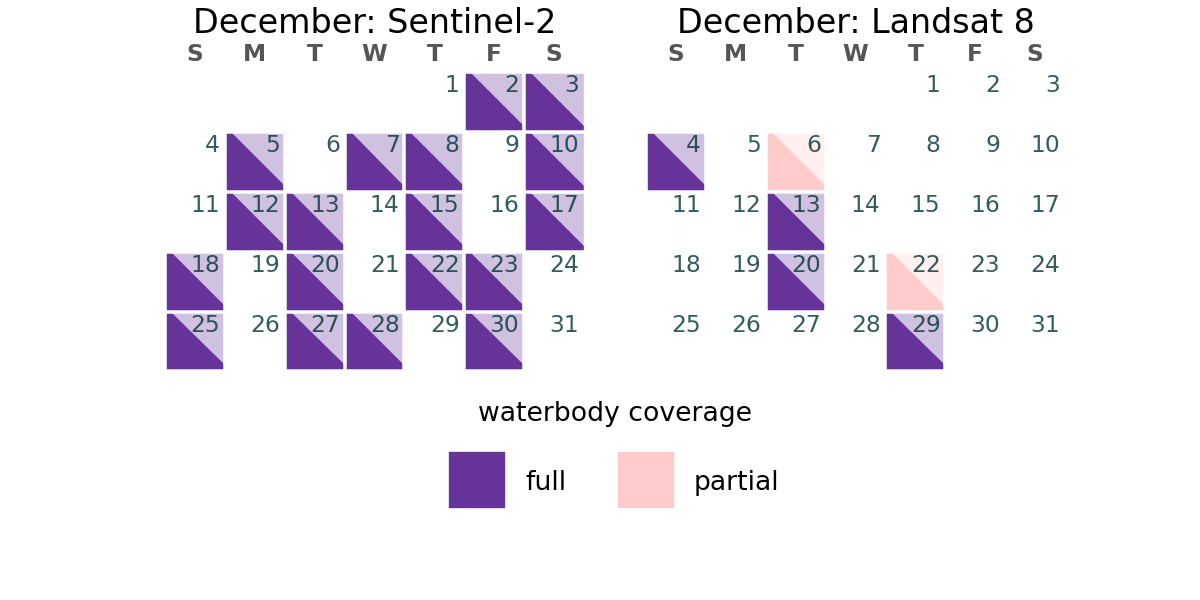 December: Sentinel-2
S M T W T F S
1 2 3
4 5 6 7 8 9 10
11 12 13 14 15 16 17
18 19 20 21 22 23 24
25 26 27 28 29 30 31
December: Landsat 8
S M T W T F S
1 2 3
4 5 6 7 8 9 10
11 12 13 14 15 16 17
18 19 20 21 22 23 24
25 26 27 28 29 30 31
waterbody coverage
full partial